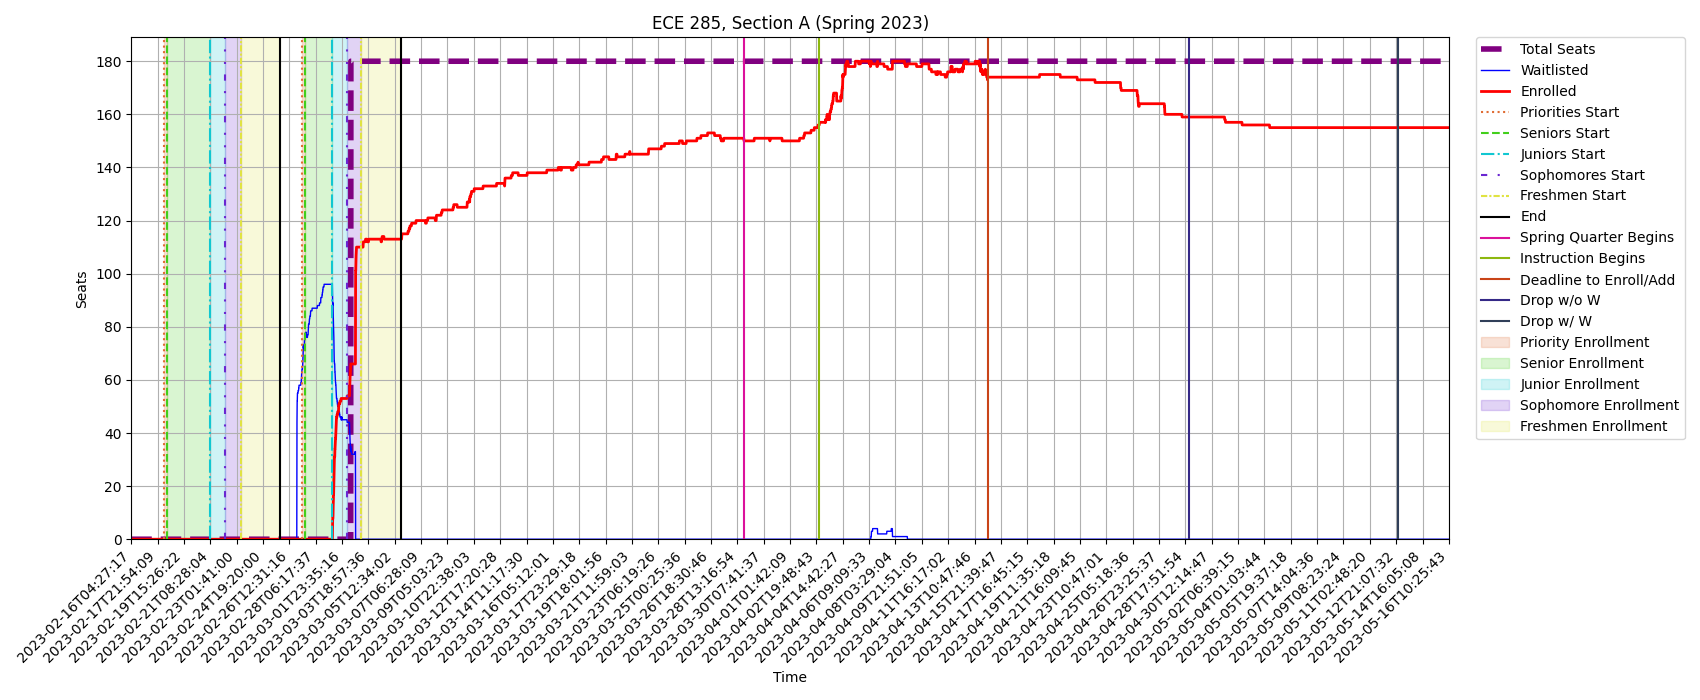 ECE 285, Section A (Spring 2023)
Seats
180
160
140
120
100
80
60
40
20
0
2023-02-16T04:27:17
2023-02-17T21:54:09
2023-02-19T15:26:22
2023-02-21T08:28:04
2023-02-23T01:41:00
2023-02-24T19:20:00
2023-02-26T12:31:16
2023-02-28T06:17:37
2023-03-01T23:35:16
2023-03-03T18:57:36
2023-03-05T12:34:02
2023-03-07T06:28:09
2023-03-09T05:03:23
2023-03-10T22:38:03
2023-03-12T17:20:28
2023-03-14T11:17:30
2023-03-16T05:12:01
2023-03-17T23:29:18
2023-03-19T18:01:56
2023-03-21T11:59:03
2023-03-23T06:19:26
2023-03-25T00:25:36
2023-03-26T18:30:46
2023-03-28T13:16:54
2023-03-30T07:41:37
2023-04-01T01:42:09
2023-04-02T19:48:43
2023-04-04T14:42:27
2023-04-06T09:09:33
2023-04-08T03:29:04
2023-04-09T21:51:05
2023-04-11T16:17:02
2023-04-13T10:47:46
2023-04-15T21:39:47
2023-04-17T16:45:15
2023-04-19T11:35:18
2023-04-21T16:09:45
2023-04-23T10:47:01
2023-04-25T05:18:36
2023-04-26T23:25:37
2023-04-28T17:51:54
2023-04-30T12:14:47
2023-05-02T06:39:15
2023-05-04T01:03:44
2023-05-05T19:37:18
2023-05-07T14:04:36
2023-05-09T08:23:24
2023-05-11T02:48:20
2023-05-12T21:07:32
2023-05-14T16:05:08
2023-05-16T10:25:43
Time
Total Seats
Waitlisted
Enrolled
Priorities Start
Seniors Start
Juniors Start
Sophomores Start
Freshmen Start
End
Spring Quarter Begins
Instruction Begins
Deadline to Enroll/Add
Drop w/o W
Drop w/ W
Priority Enrollment
Senior Enrollment
Junior Enrollment
Sophomore Enrollment
Freshmen Enrollment